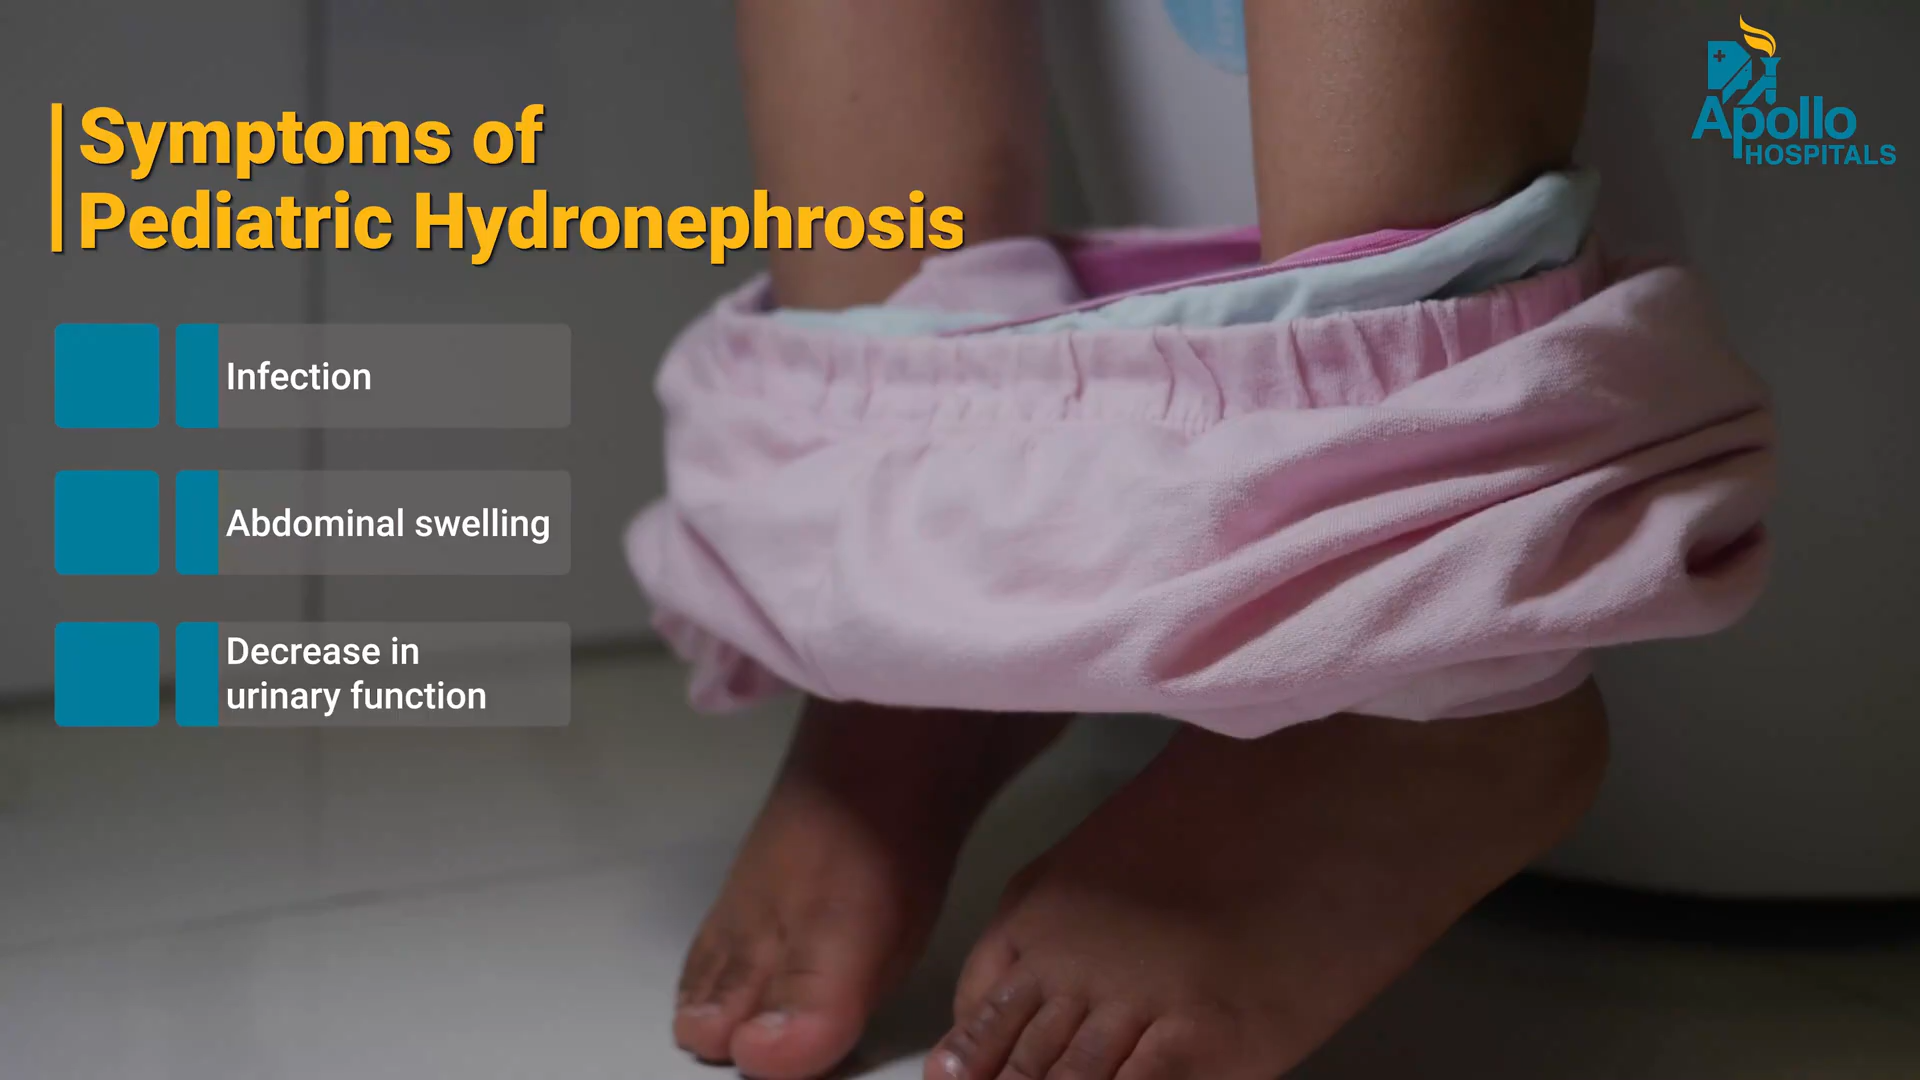 Symptoms of
Pediatric Hydronephrosis
Infection
Abdominal swelling
Decrease in
urinary function
Apollo
HOSPITALS